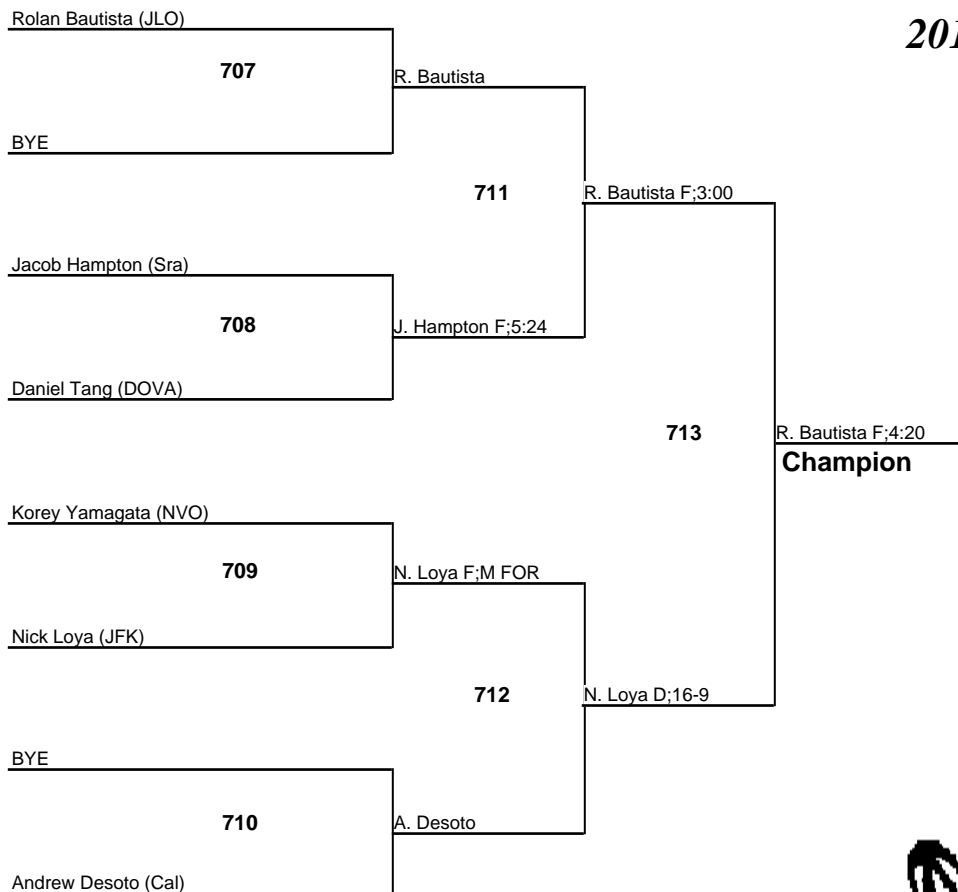 Rolan Bautista (JLO)
201
707
R. Bautista
BYE
711
R. Bautista F;3:00
Jacob Hampton (Sra)
708
J. Hampton F;5:24
Daniel Tang (DOVA)
713
R. Bautista F;4:20
Champion
Korey Yamagata (NVO)
709
N. Loya F;M FOR
Nick Loya (JFK)
712
N. Loya D;16-9
BYE
710
A. Desoto
Andrew Desoto (Cal)